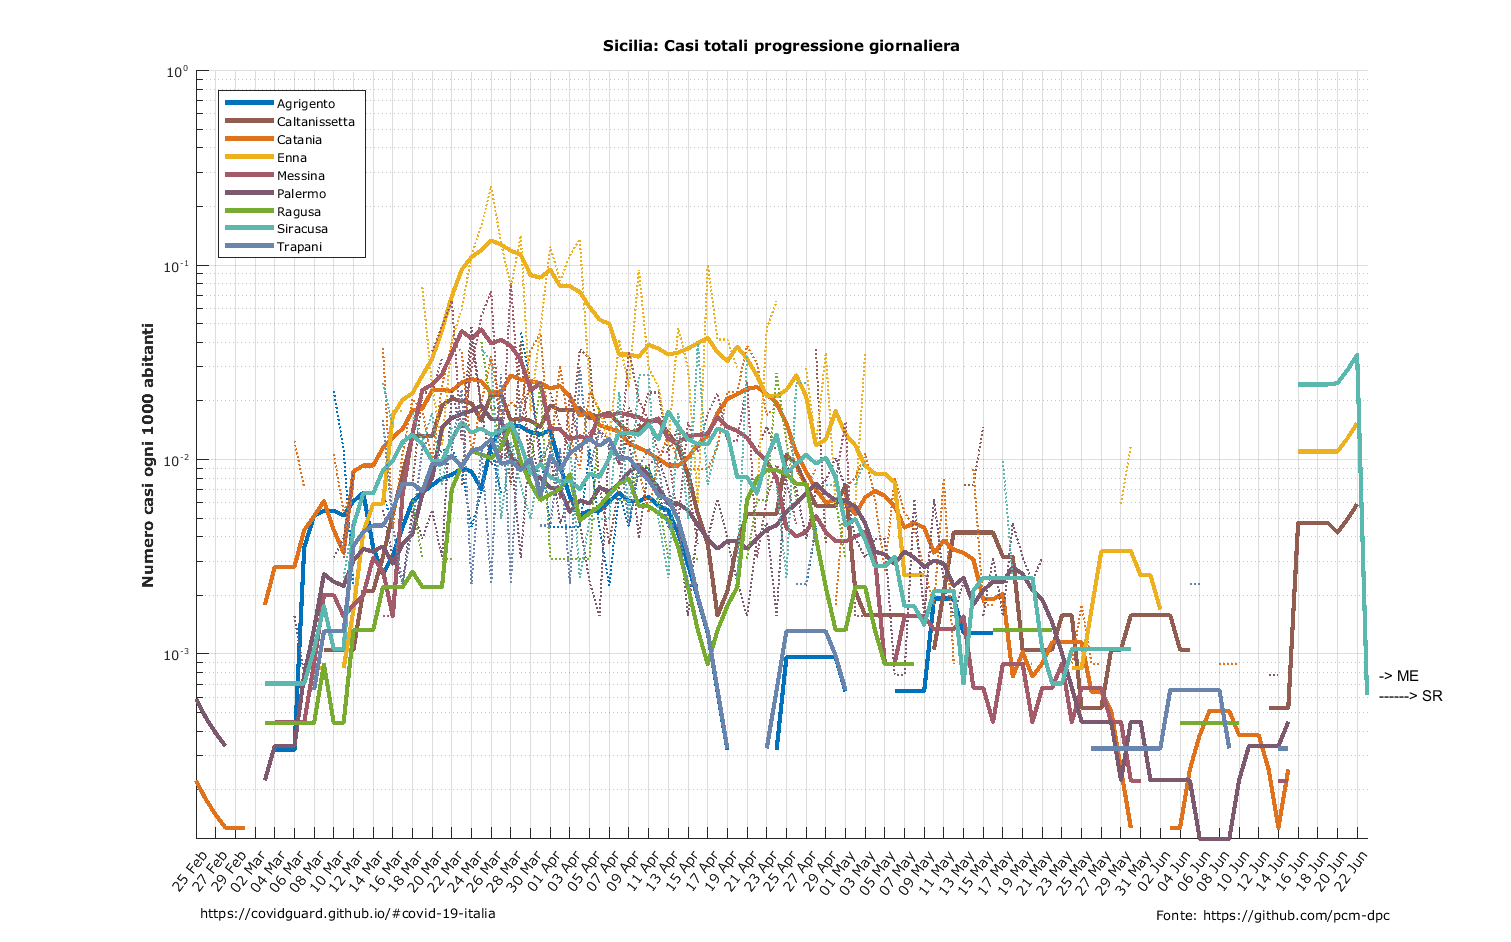 Sicilia: Casi totali progressione giornaliera
10^0
10^-1
10^-2
10^-3
Numero casi ogni 1000 abitanti
Agrigento
Caltanissetta
Catania
Enna
Messina
Palermo
Ragusa
Siracusa
Trapani
-> ME
------> SR
25 Feb
27 Feb
29 Feb
02 Mar
04 Mar
06 Mar
08 Mar
10 Mar
12 Mar
14 Mar
16 Mar
18 Mar
20 Mar
22 Mar
24 Mar
26 Mar
28 Mar
30 Mar
01 Apr
03 Apr
05 Apr
07 Apr
09 Apr
11 Apr
13 Apr
15 Apr
17 Apr
19 Apr
21 Apr
23 Apr
25 Apr
27 Apr
29 Apr
01 May
03 May
05 May
07 May
09 May
11 May
13 May
15 May
17 May
19 May
21 May
23 May
25 May
27 May
29 May
31 May
02 Jun
04 Jun
06 Jun
08 Jun
10 Jun
12 Jun
14 Jun
16 Jun
18 Jun
20 Jun
22 Jun
https://covidguard.github.io/#covid-19-italia
Fonte: https://github.com/pcm-dpc